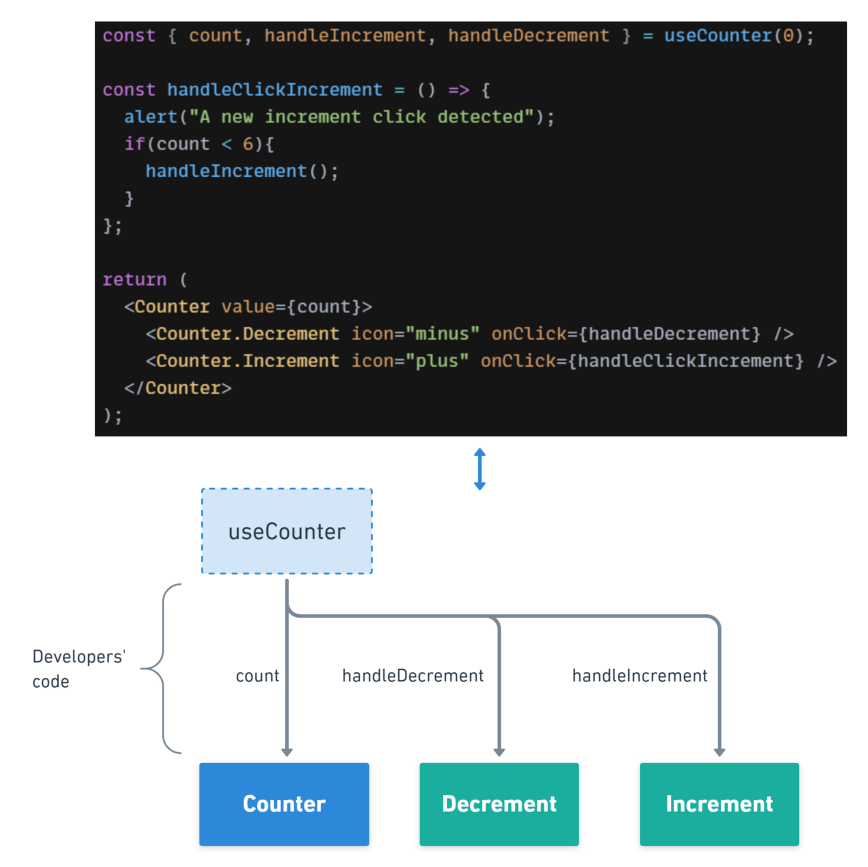 const { count, handleIncrement, handleDecrement } = useCounter(0);
const handleClickIncrement = () => {
  alert("A new increment click detected");
  if(count < 6){
    handleIncrement();
  }
};
return (
  <Counter value={count}>
    <Counter.Decrement icon="minus" onClick={handleDecrement} />
    <Counter.Increment icon="plus" onClick={handleClickIncrement} />
  </Counter>
);
useCounter
Developers'
code
count
handleDecrement
handleIncrement
Counter
Decrement
Increment